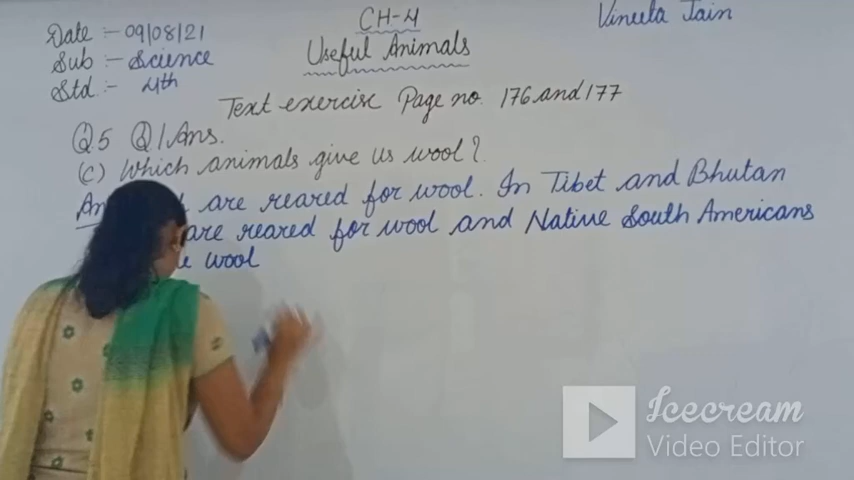 Date :- 09/08/21
Sub :- Science
Std :- 4th
CH-4
Useful Animals
Vineeta Jain
Text exercise Page no. 176 and 177
Q5 Q1 Ans.
(c) Which animals give us wool?
An are reared for wool. In Tibet and Bhutan
are reared for wool and Native South Americans
wool
Icecream
Video Editor